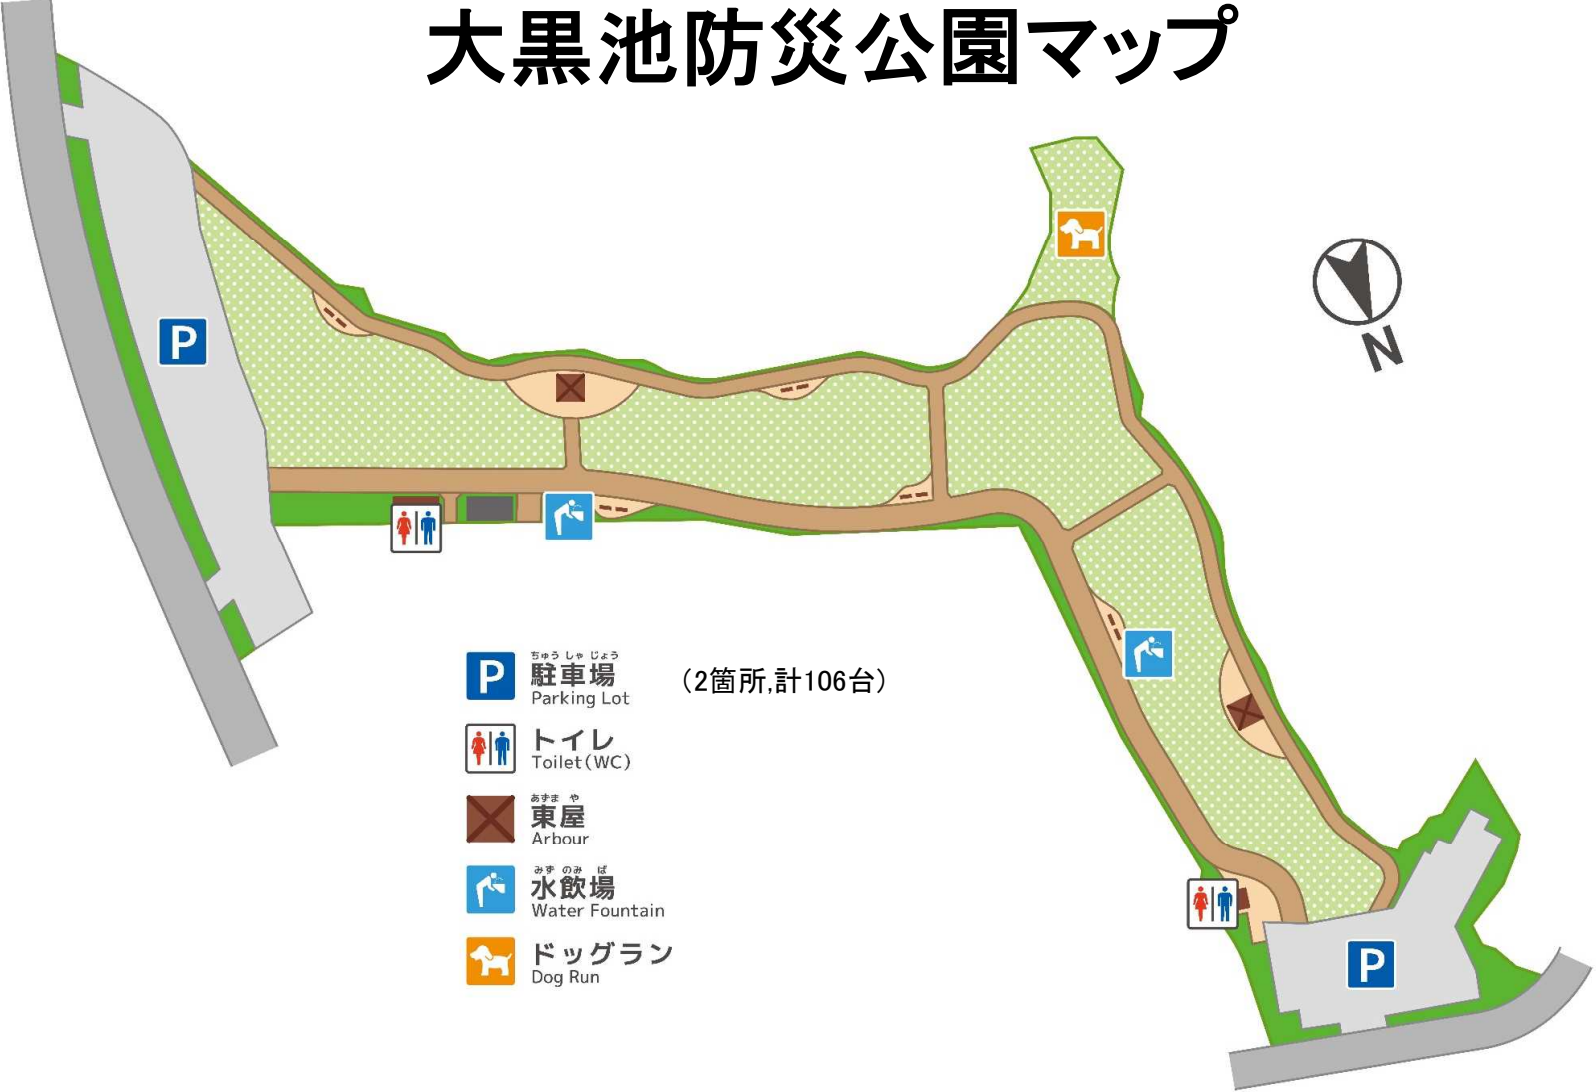 大黒池防災公園マップ
P
N
P
ちゅう しゃ じょう
駐車場
Parking Lot
（2箇所,計106台）
トイレ
Toilet(WC)
あずま や
東屋
Arbour
みず のみ ば
水飲場
Water Fountain
ドッグラン
Dog Run
P